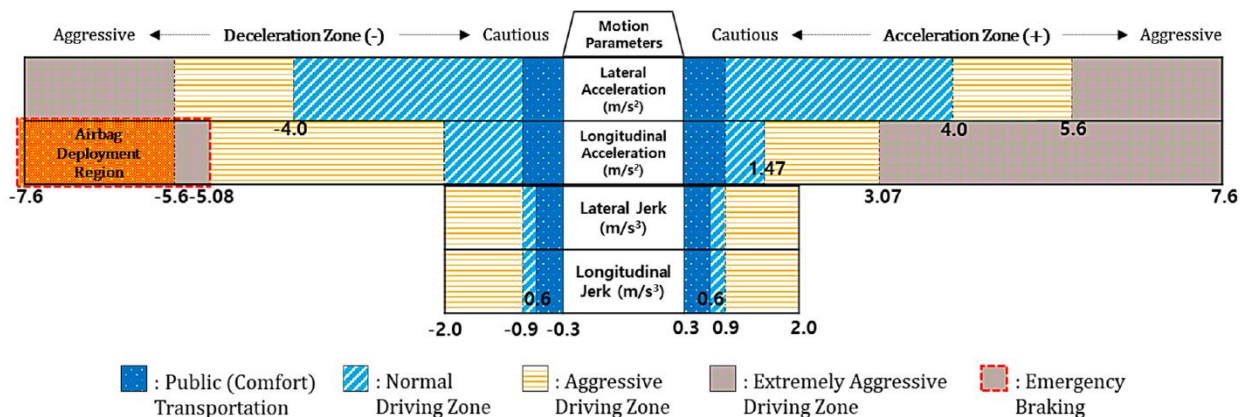 Aggressive Deceleration Zone (-) Cautious
Motion
Parameters
Cautious Acceleration Zone (+) Aggressive
Lateral
Acceleration
(m/s²)
-4.0 4.0 5.6
Airbag
Deployment
Region
Longitudinal
Acceleration
(m/s²)
1.47
-7.6 -5.6 -5.08 3.07 7.6
Lateral Jerk
(m/s³)
Longitudinal
Jerk (m/s³)
0.6 0.6
-2.0 -0.9 -0.3 0.3 0.9 2.0
: Public (Comfort)
Transportation
: Normal
Driving Zone
: Aggressive
Driving Zone
: Extremely Aggressive
Driving Zone
: Emergency
Braking